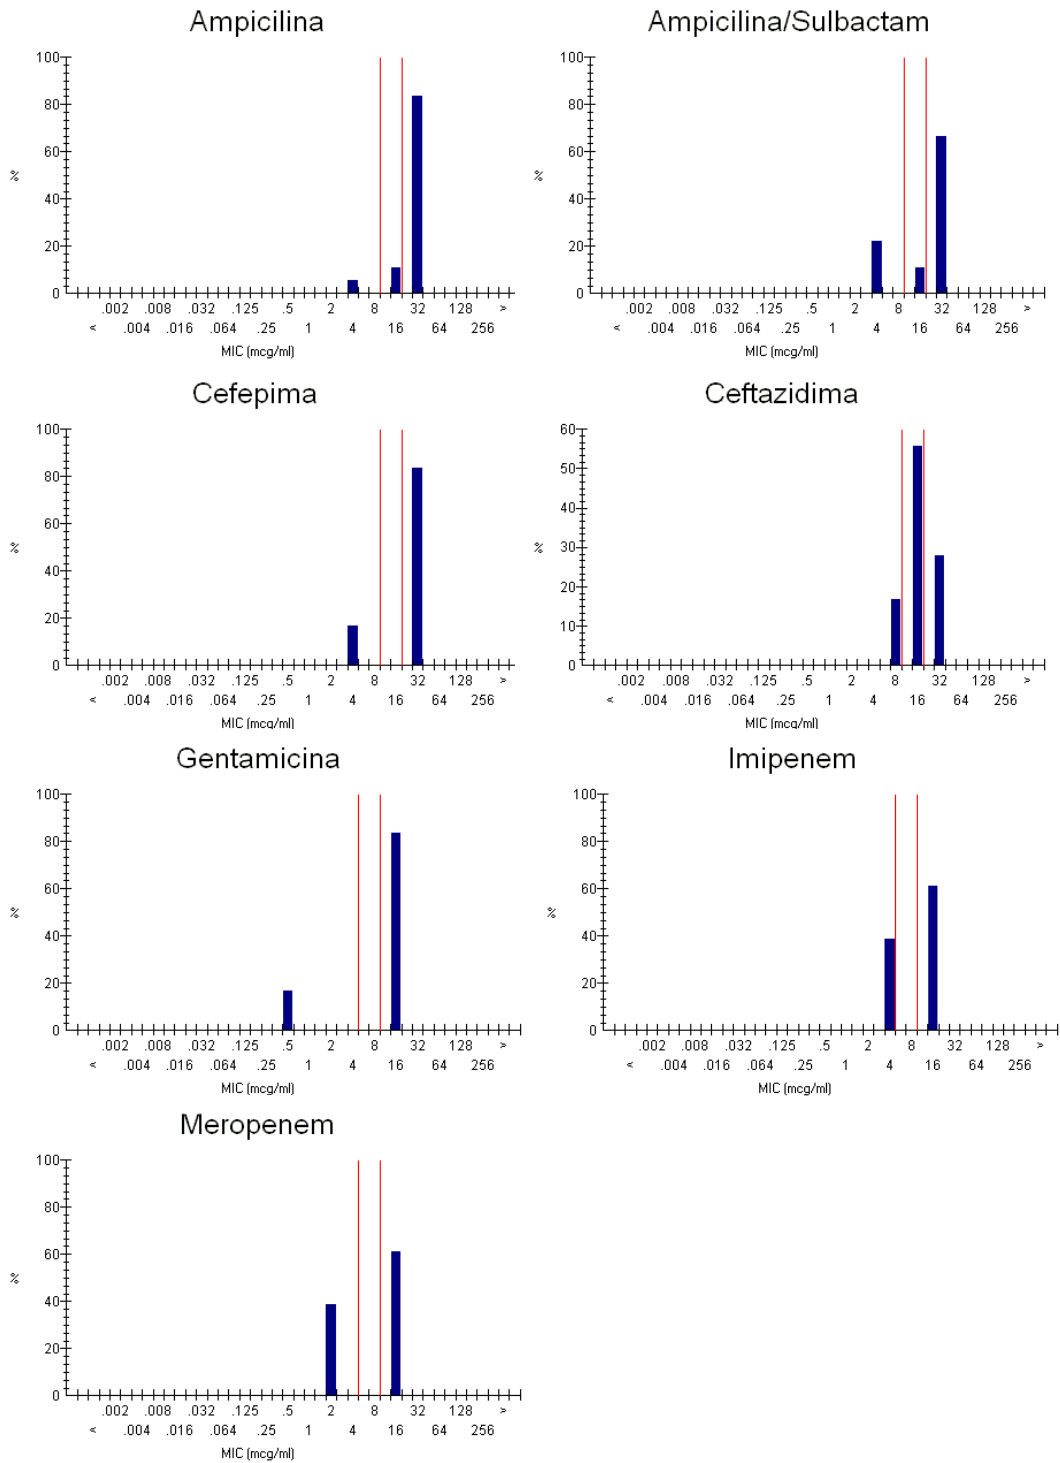 Ampicilina
100
80
60
40
20
0
%
.002 .008 .032 .125 .5 2 8 32 128 >
< .004 .016 .064 .25 1 4 16 64 256
MIC (mcg/ml)
Ampicilina/Sulbactam
100
80
60
40
20
0
%
.002 .008 .032 .125 .5 2 8 32 128 >
< .004 .016 .064 .25 1 4 16 64 256
MIC (mcg/ml)
Cefepima
100
80
60
40
20
0
%
.002 .008 .032 .125 .5 2 8 32 128 >
< .004 .016 .064 .25 1 4 16 64 256
MIC (mcg/ml)
Ceftazidima
60
50
40
30
20
10
0
%
.002 .008 .032 .125 .5 2 8 32 128 >
< .004 .016 .064 .25 1 4 16 64 256
MIC (mcg/ml)
Gentamicina
100
80
60
40
20
0
%
.002 .008 .032 .125 .5 2 8 32 128 >
< .004 .016 .064 .25 1 4 16 64 256
MIC (mcg/ml)
Imipenem
100
80
60
40
20
0
%
.002 .008 .032 .125 .5 2 8 32 128 >
< .004 .016 .064 .25 1 4 16 64 256
MIC (mcg/ml)
Meropenem
100
80
60
40
20
0
%
.002 .008 .032 .125 .5 2 8 32 128 >
< .004 .016 .064 .25 1 4 16 64 256
MIC (mcg/ml)